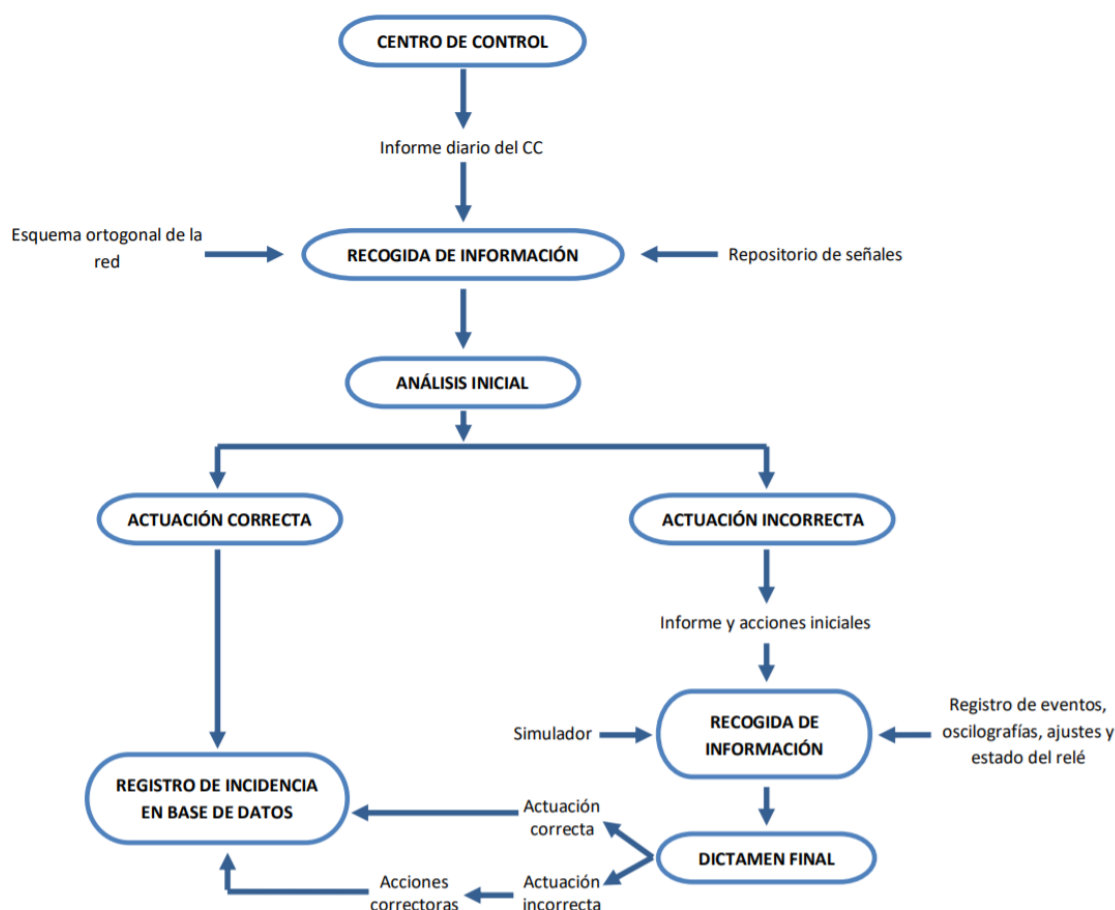 CENTRO DE CONTROL
Informe diario del CC
Esquema ortogonal de la
red
RECOGIDA DE INFORMACIÓN
Repositorio de señales
ANÁLISIS INICIAL
ACTUACIÓN CORRECTA
ACTUACIÓN INCORRECTA
Informe y acciones iniciales
Simulador
RECOGIDA DE
INFORMACIÓN
Registro de eventos,
oscilografías, ajustes y
estado del relé
REGISTRO DE INCIDENCIA
EN BASE DE DATOS
Actuación
correcta
DICTAMEN FINAL
Acciones
correctoras
Actuación
incorrecta